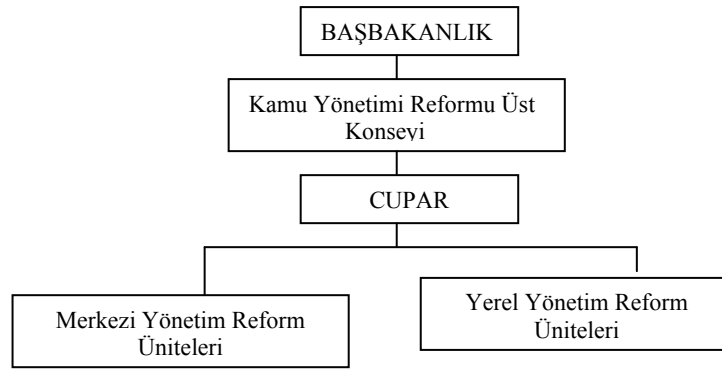 BAŞBAKANLIK
Kamu Yönetimi Reformu Üst
Konseyi
CUPAR
Merkezi Yönetim Reform
Üniteleri
Yerel Yönetim Reform
Üniteleri